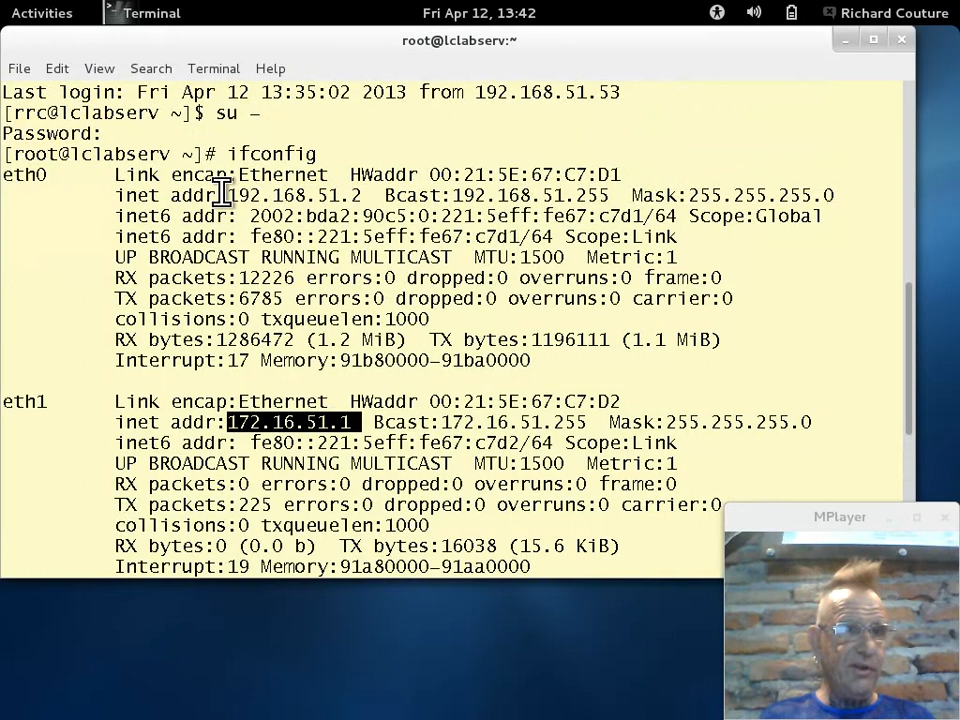 Activities Terminal Fri Apr 12, 13:42 Richard Couture
root@lclabserv:~
File Edit View Search Terminal Help
Last login: Fri Apr 12 13:35:02 2013 from 192.168.51.53
[rrc@lclabserv ~]$ su -
Password:
[root@lclabserv ~]# ifconfig
eth0 Link encap:Ethernet HWaddr 00:21:5E:67:C7:D1
inet addr:192.168.51.2 Bcast:192.168.51.255 Mask:255.255.255.0
inet6 addr: 2002:bda2:90c5:0:221:5eff:fe67:c7d1/64 Scope:Global
inet6 addr: fe80::221:5eff:fe67:c7d1/64 Scope:Link
UP BROADCAST RUNNING MULTICAST MTU:1500 Metric:1
RX packets:12226 errors:0 dropped:0 overruns:0 frame:0
TX packets:6785 errors:0 dropped:0 overruns:0 carrier:0
collisions:0 txqueuelen:1000
RX bytes:1286472 (1.2 MiB) TX bytes:1196111 (1.1 MiB)
Interrupt:17 Memory:91b80000-91ba0000
eth1 Link encap:Ethernet HWaddr 00:21:5E:67:C7:D2
inet addr:172.16.51.1 Bcast:172.16.51.255 Mask:255.255.255.0
inet6 addr: fe80::221:5eff:fe67:c7d2/64 Scope:Link
UP BROADCAST RUNNING MULTICAST MTU:1500 Metric:1
RX packets:0 errors:0 dropped:0 overruns:0 frame:0
TX packets:225 errors:0 dropped:0 overruns:0 carrier:0
collisions:0 txqueuelen:1000
RX bytes:0 (0.0 b) TX bytes:16038 (15.6 KiB)
Interrupt:19 Memory:91a80000-91aa0000
MPlayer